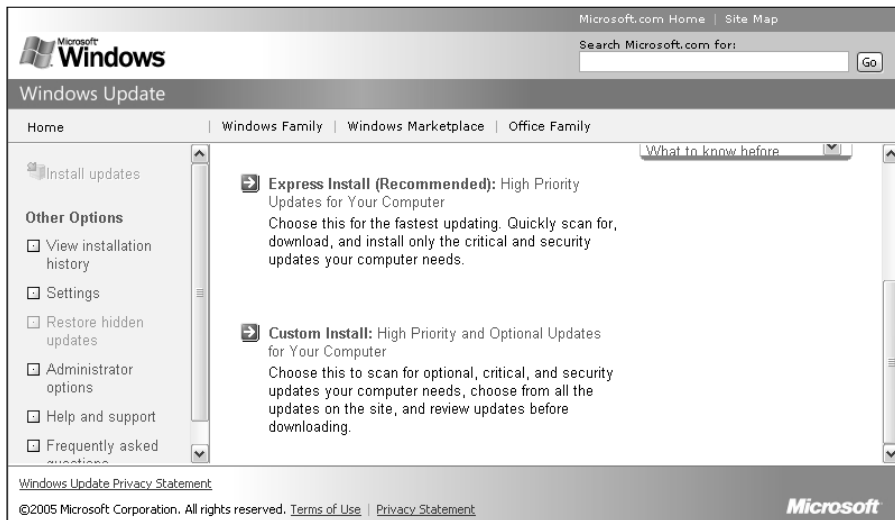 Microsoft.com Home | Site Map
Microsoft
Windows
Search Microsoft.com for:
Go
Windows Update
Home | Windows Family | Windows Marketplace | Office Family
Install updates
Other Options
View installation
history
Settings
Restore hidden
updates
Administrator
options
Help and support
Frequently asked
questions
What to know before
Express Install (Recommended): High Priority
Updates for Your Computer
Choose this for the fastest updating. Quickly scan for,
download, and install only the critical and security
updates your computer needs.
Custom Install: High Priority and Optional Updates
for Your Computer
Choose this to scan for optional, critical, and security
updates your computer needs, choose from all the
updates on the site, and review updates before
downloading.
Windows Update Privacy Statement
©2005 Microsoft Corporation. All rights reserved. Terms of Use | Privacy Statement
Microsoft